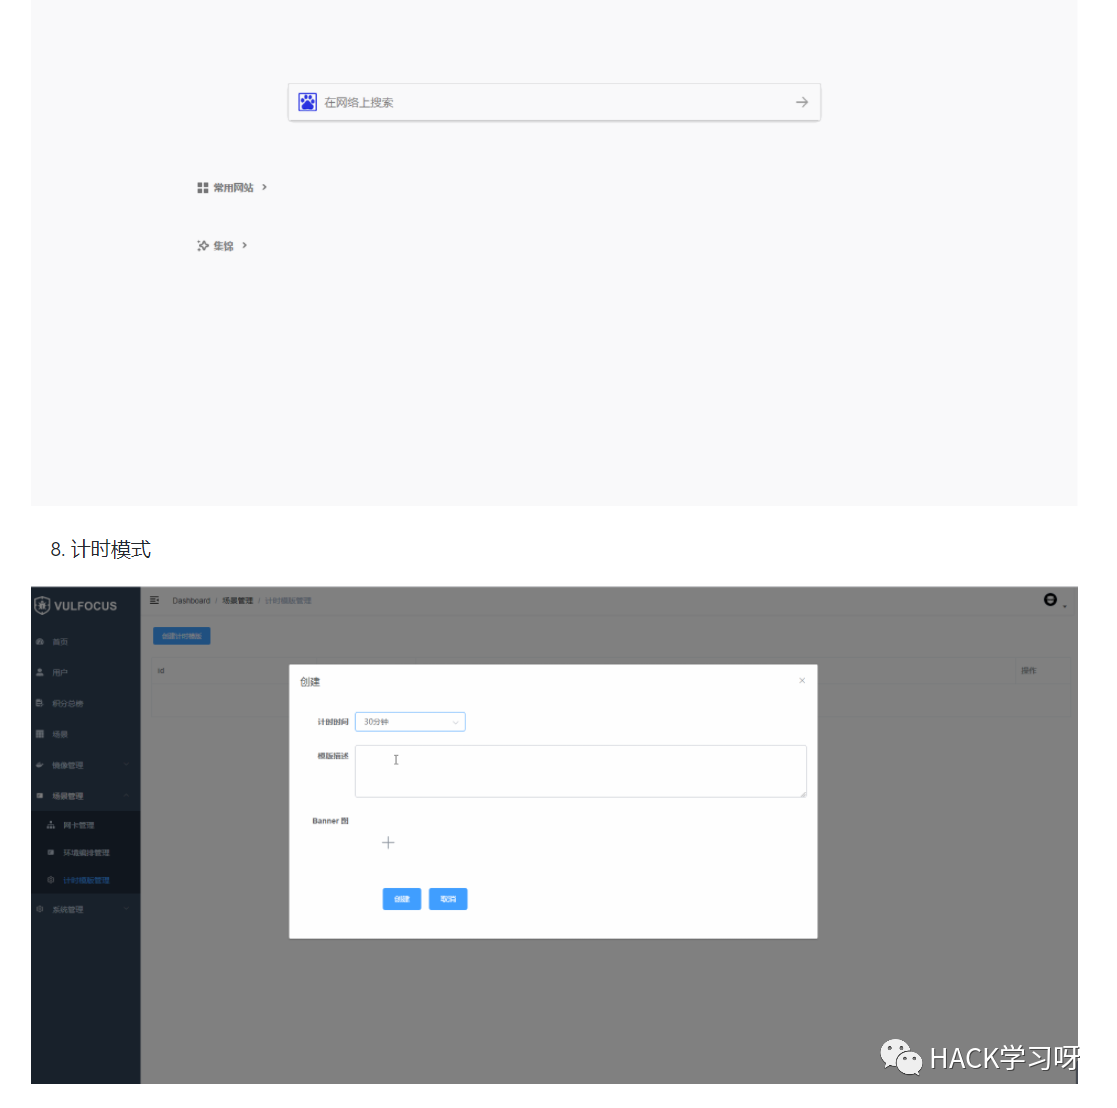 在网络上搜索
常用网站
集锦
8. 计时模式
VULFOCUS
Dashboard / 场景管理 / 计时模版管理
首页
创建计时模版
用户
id
操作
创建
积分总榜
计时时间 30分钟
场景
模版描述
镜像管理
场景管理
Banner 图
网卡管理
环境编排管理
计时模版管理
创建 取消
系统管理
HACK学习呀